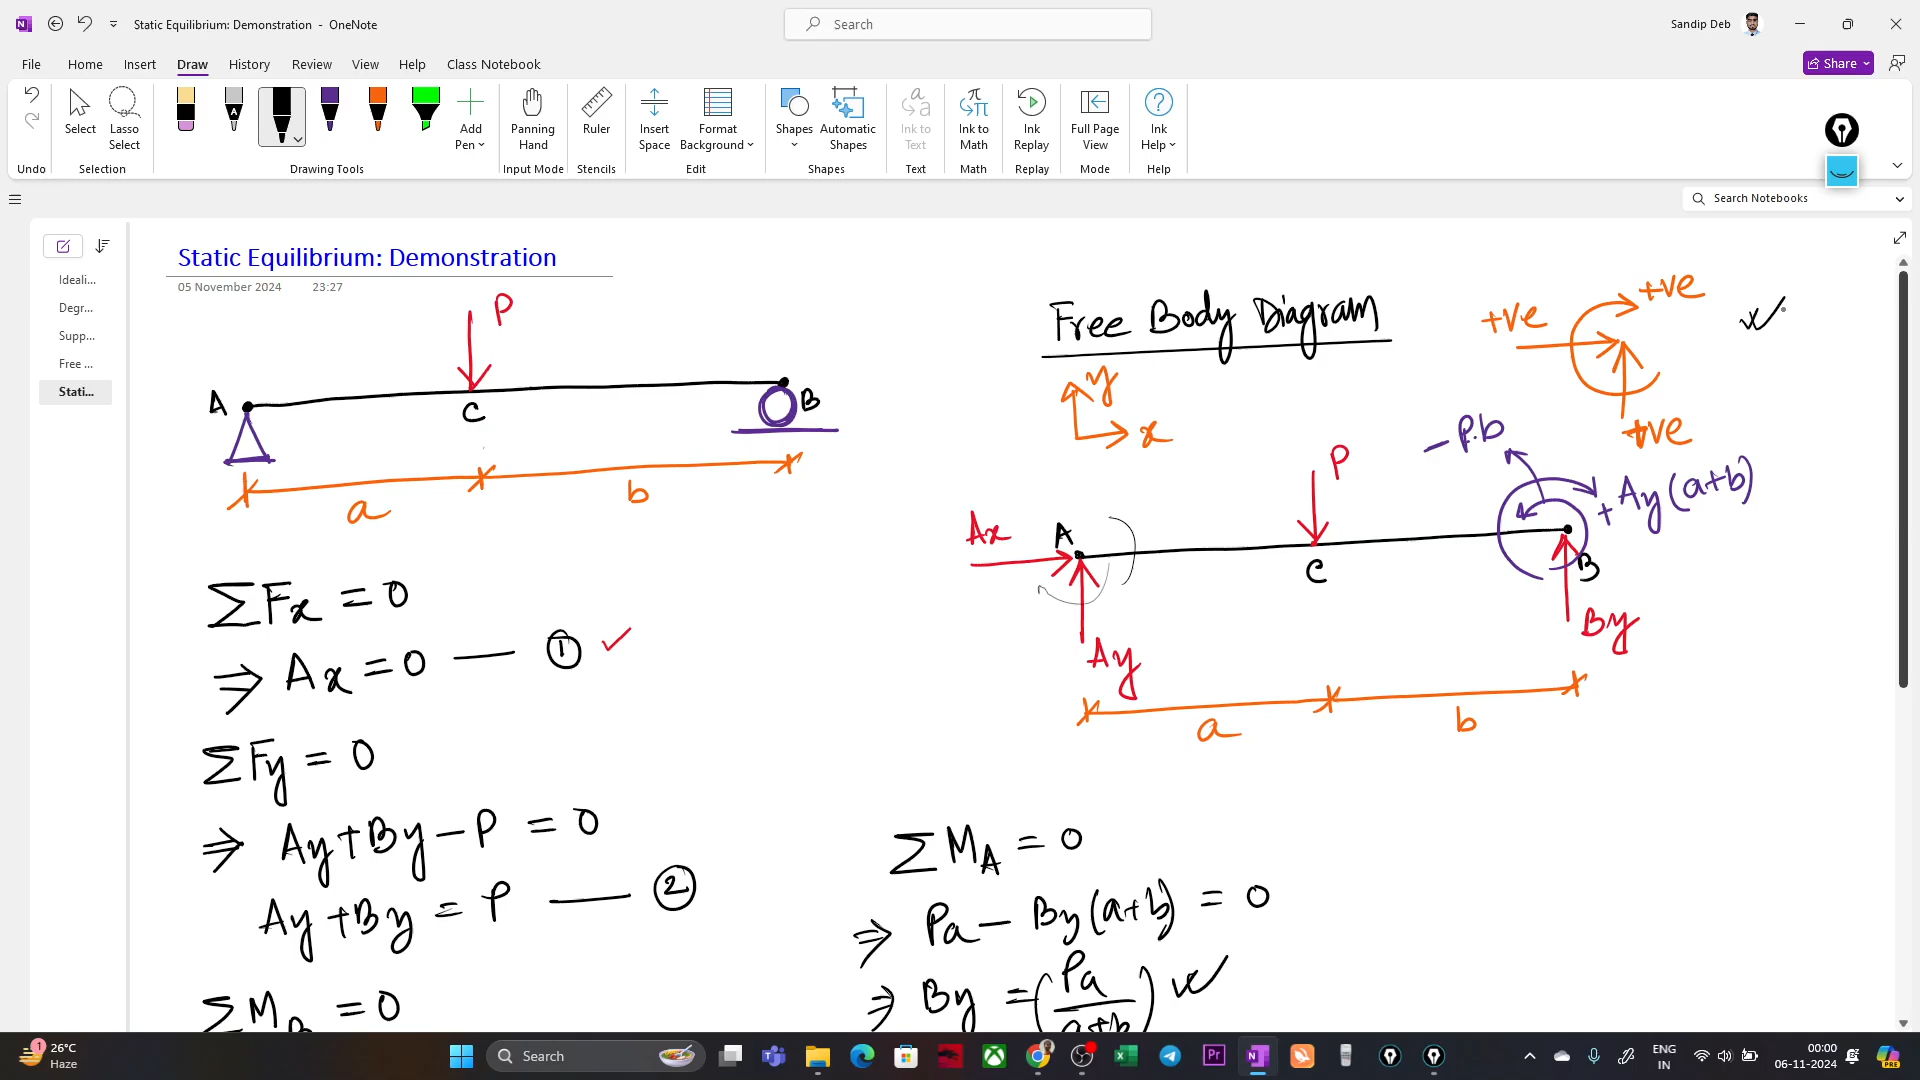 Static Equilibrium: Demonstration - OneNote
Search
Sandip Deb
File Home Insert Draw History Review View Help Class Notebook
Share
Select
Lasso Select
Add Pen
Panning Hand
Ruler
Insert Space
Format Background
Shapes
Automatic Shapes
Ink to Text
Ink to Math
Ink Replay
Full Page View
Ink Help
Undo Selection Drawing Tools Input Mode Stencils Edit Shapes Text Math Replay Mode Help
Search Notebooks
Ideali...
Degr...
Supp...
Free ...
Stati...
Static Equilibrium: Demonstration
05 November 2024 23:27
P
A
C
B
a
b
ΣFx = 0
⇒ Ax = 0 — ① ✓
ΣFy = 0
⇒ Ay + By - P = 0
Ay + By = P — ②
ΣMB = 0
Free Body Diagram
+ve
+ve
+ve
y
x
- P.b
+ Ay (a+b)
P
Ax
A
C
B
Ay
By
a
b
ΣMA = 0
⇒ Pa - By (a+b) = 0
⇒ By = (Pa/a+b)
26°C
Haze
Search
ENG
IN
00:00
06-11-2024